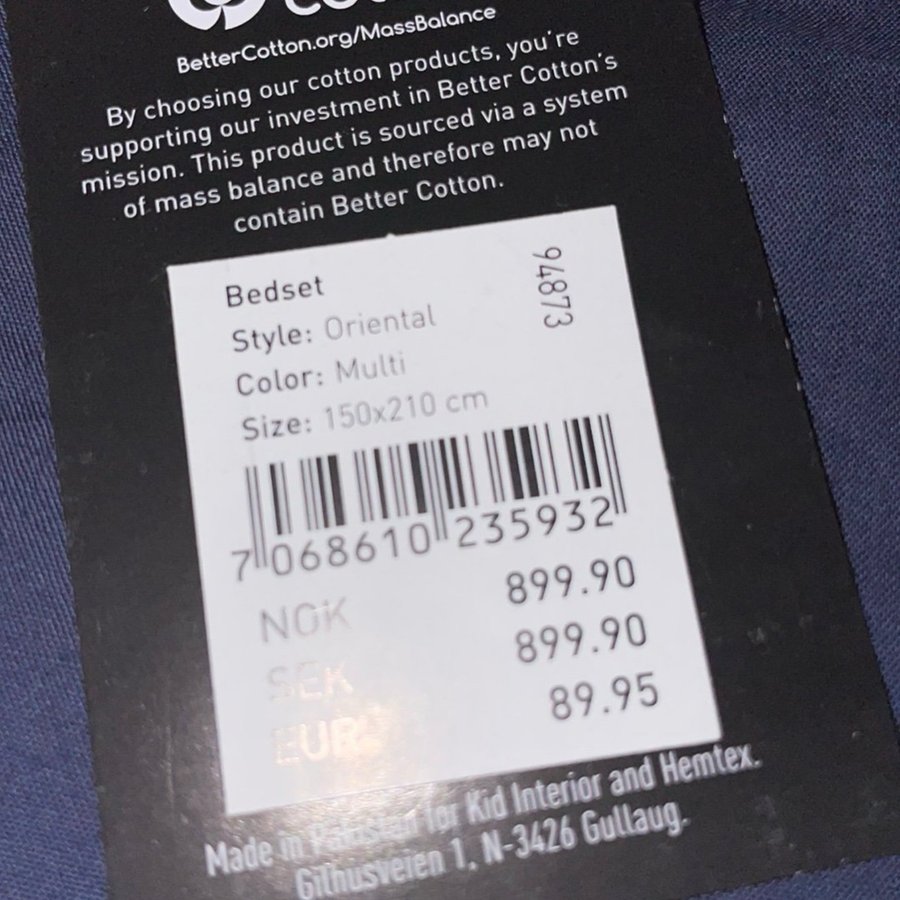 BetterCotton.org/MassBalance
By choosing our cotton products, you're
supporting our investment in Better Cotton's
mission. This product is sourced via a system
of mass balance and therefore may not
contain Better Cotton.
Bedset
94873
Style: Oriental
Color: Multi
Size: 150x210 cm
7 068610 235932
NOK 899.90
SEK 899.90
EUR 89.95
Made in Pakistan for Kid Interior and Hemtex.
Gilhusveien 1, N-3426 Gullaug.